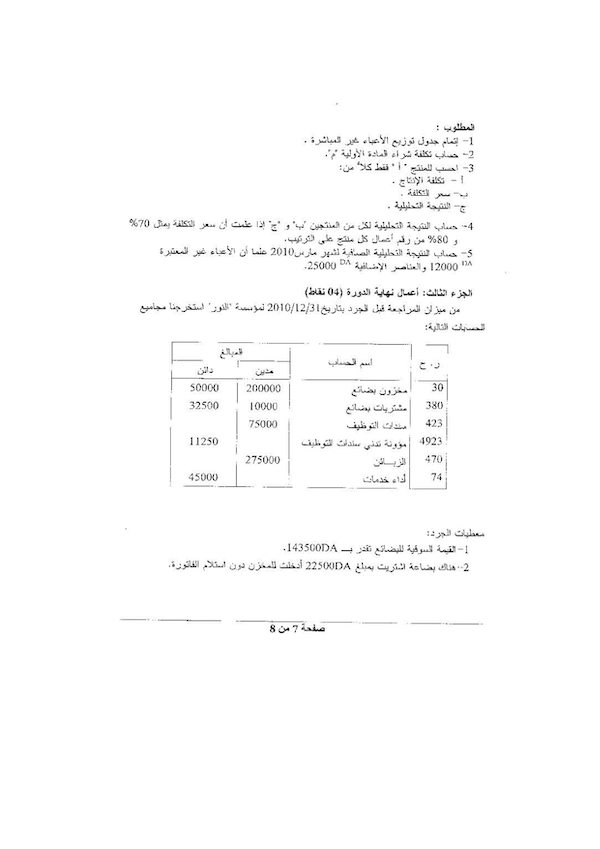 المطلوب :
1- إتمام جدول توزيع الأعباء غير المباشرة .
2- حساب تكلفة شراء المادة الأولية "م".
3- احسب للمنتج " أ " فقط كلاً من:
أ - تكلفة الإنتاج .
ب- سعر التكلفة .
ج- النتيجة التحليلية .
4- حساب النتيجة التحليلية لكل من المنتجين "ب" و "ج" إذا علمت أن سعر التكلفة يمثل 70%
و 80% من رقم أعمال كل منتج على الترتيب.
5- حساب النتيجة التحليلية الصافية لشهر مارس2010 علما أن الأعباء غير المعتبرة
12000 DA والعناصر الإضافية 25000 DA.
الجزء الثالث: أعمال نهاية الدورة (04 نقاط)
- من ميزان المراجعة قبل الجرد بتاريخ2010/12/31 لمؤسسة "النور" استخرجنا مجاميع
الحسابات التالية:
ر. ح اسم الحساب المبالغ
مدين دائن
30 مخزون بضائع 200000 50000
380 مشتريات بضائع 10000 32500
423 سندات التوظيف 75000
4923 مؤونة تدني سندات التوظيف 11250
470 الزبـــائن 275000
74 أداء خدمات 45000
معطيات الجرد:
1- القيمة السوقية للبضائع تقدر بـــ 143500DA.
2- هناك بضاعة اشتريت بمبلغ 22500DA أدخلت للمخزن دون استلام الفاتورة.
صفحة 7 من 8